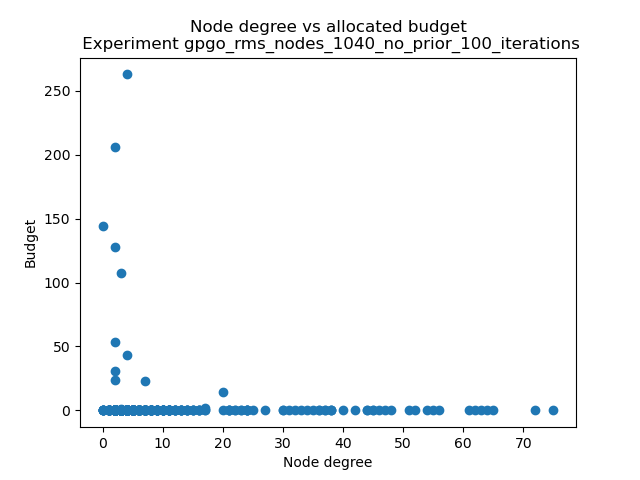 Node degree vs allocated budget
Experiment gpgo_rms_nodes_1040_no_prior_100_iterations
250
200
150
100
50
0
Budget
0 10 20 30 40 50 60 70
Node degree